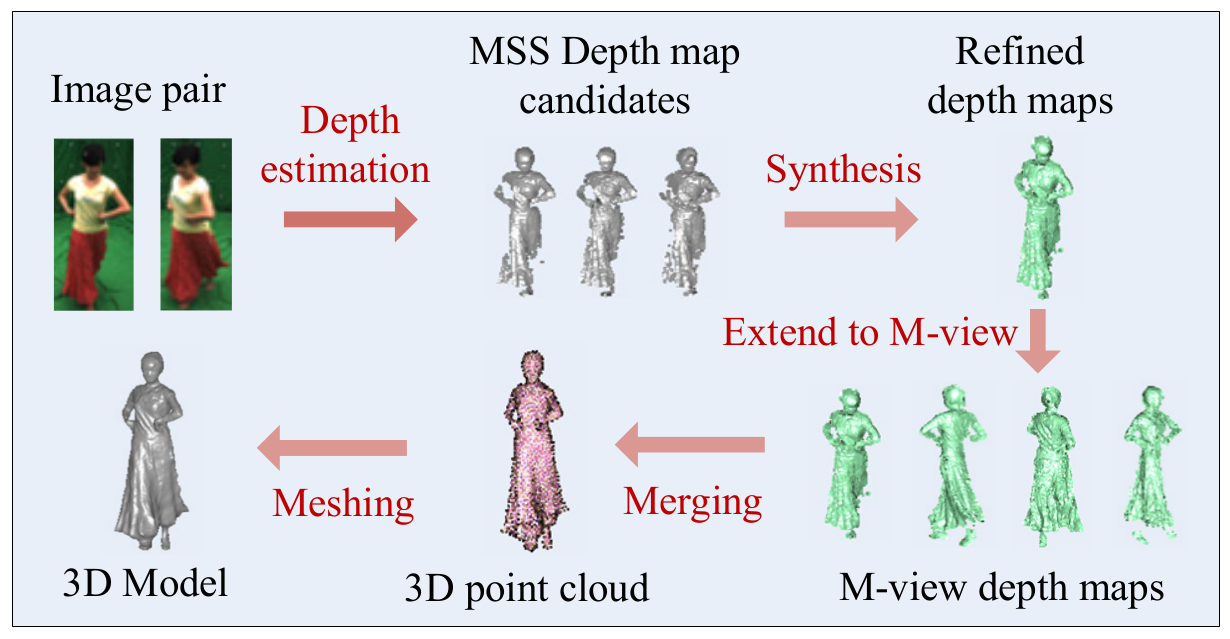 Image pair
Depth
estimation
MSS Depth map
candidates
Synthesis
Refined
depth maps
Extend to M-view
M-view depth maps
Merging
3D point cloud
Meshing
3D Model